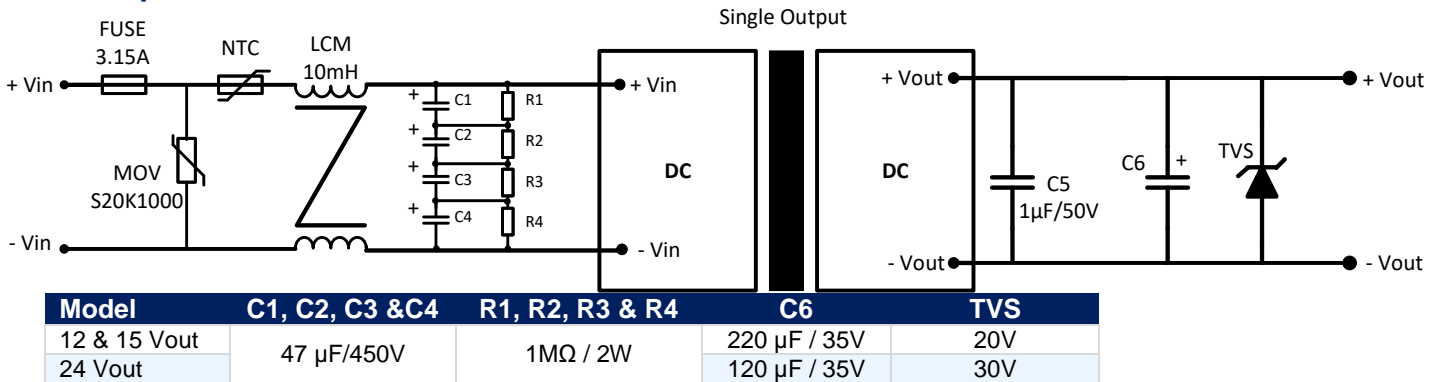 Single Output
FUSE
3.15A
NTC
LCM
10mH
+ Vin
+ C1
R1
+ C2
R2
+ C3
R3
+ C4
R4
MOV
S20K1000
- Vin
+ Vin
DC
- Vin
+ Vout
DC
- Vout
C5
1µF/50V
C6 +
TVS
+ Vout
- Vout
Model C1, C2, C3 &C4 R1, R2, R3 & R4 C6 TVS
12 & 15 Vout 47 µF/450V 1MΩ / 2W 220 µF / 35V 20V
24 Vout 120 µF / 35V 30V